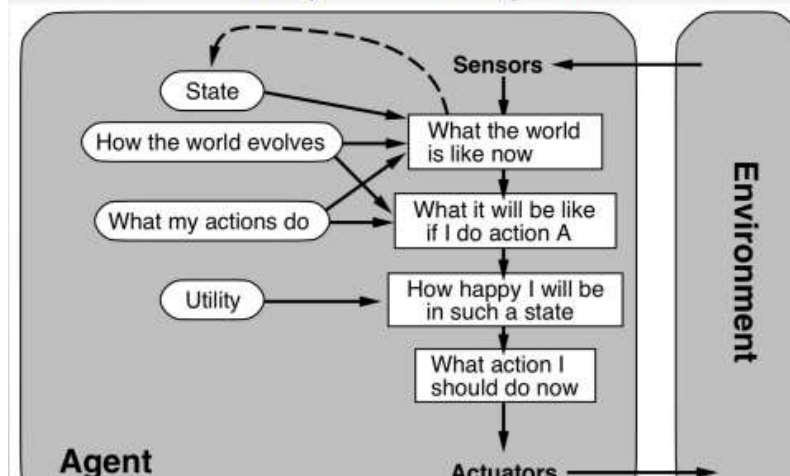 Sensors
State
What the world
is like now
How the world evolves
What my actions do
What it will be like
if I do action A
Utility
How happy I will be
in such a state
What action I
should do now
Agent
Actuators
Environment